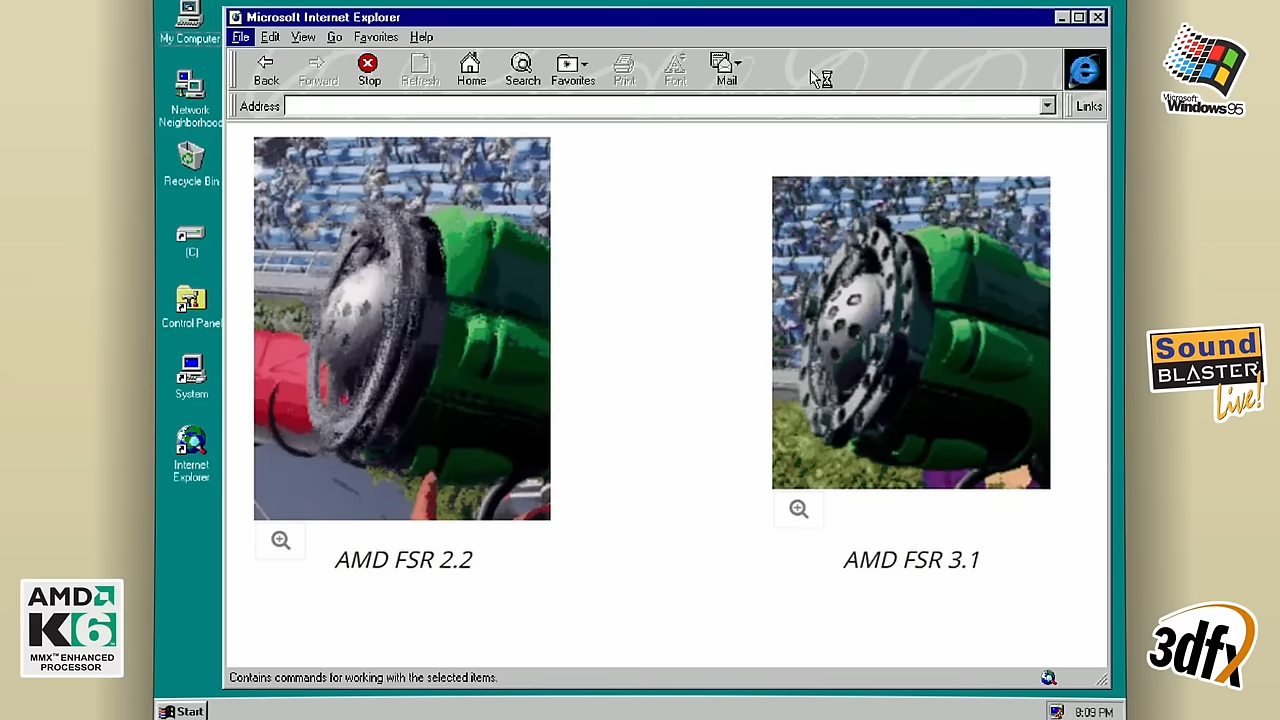 My Computer
Network
Neighborhood
Recycle Bin
(C)
Control Panel
System
Internet
Explorer
Microsoft Internet Explorer
File Edit View Go Favorites Help
Back Forward Stop Refresh Home Search Favorites Print Font Mail
Address
Links
AMD FSR 2.2
AMD FSR 3.1
Contains commands for working with the selected items.
Start
8:09 PM
Microsoft
Windows 95
Sound
BLASTER
Live!
AMD
K6
MMX™ ENHANCED
PROCESSOR
3dfx